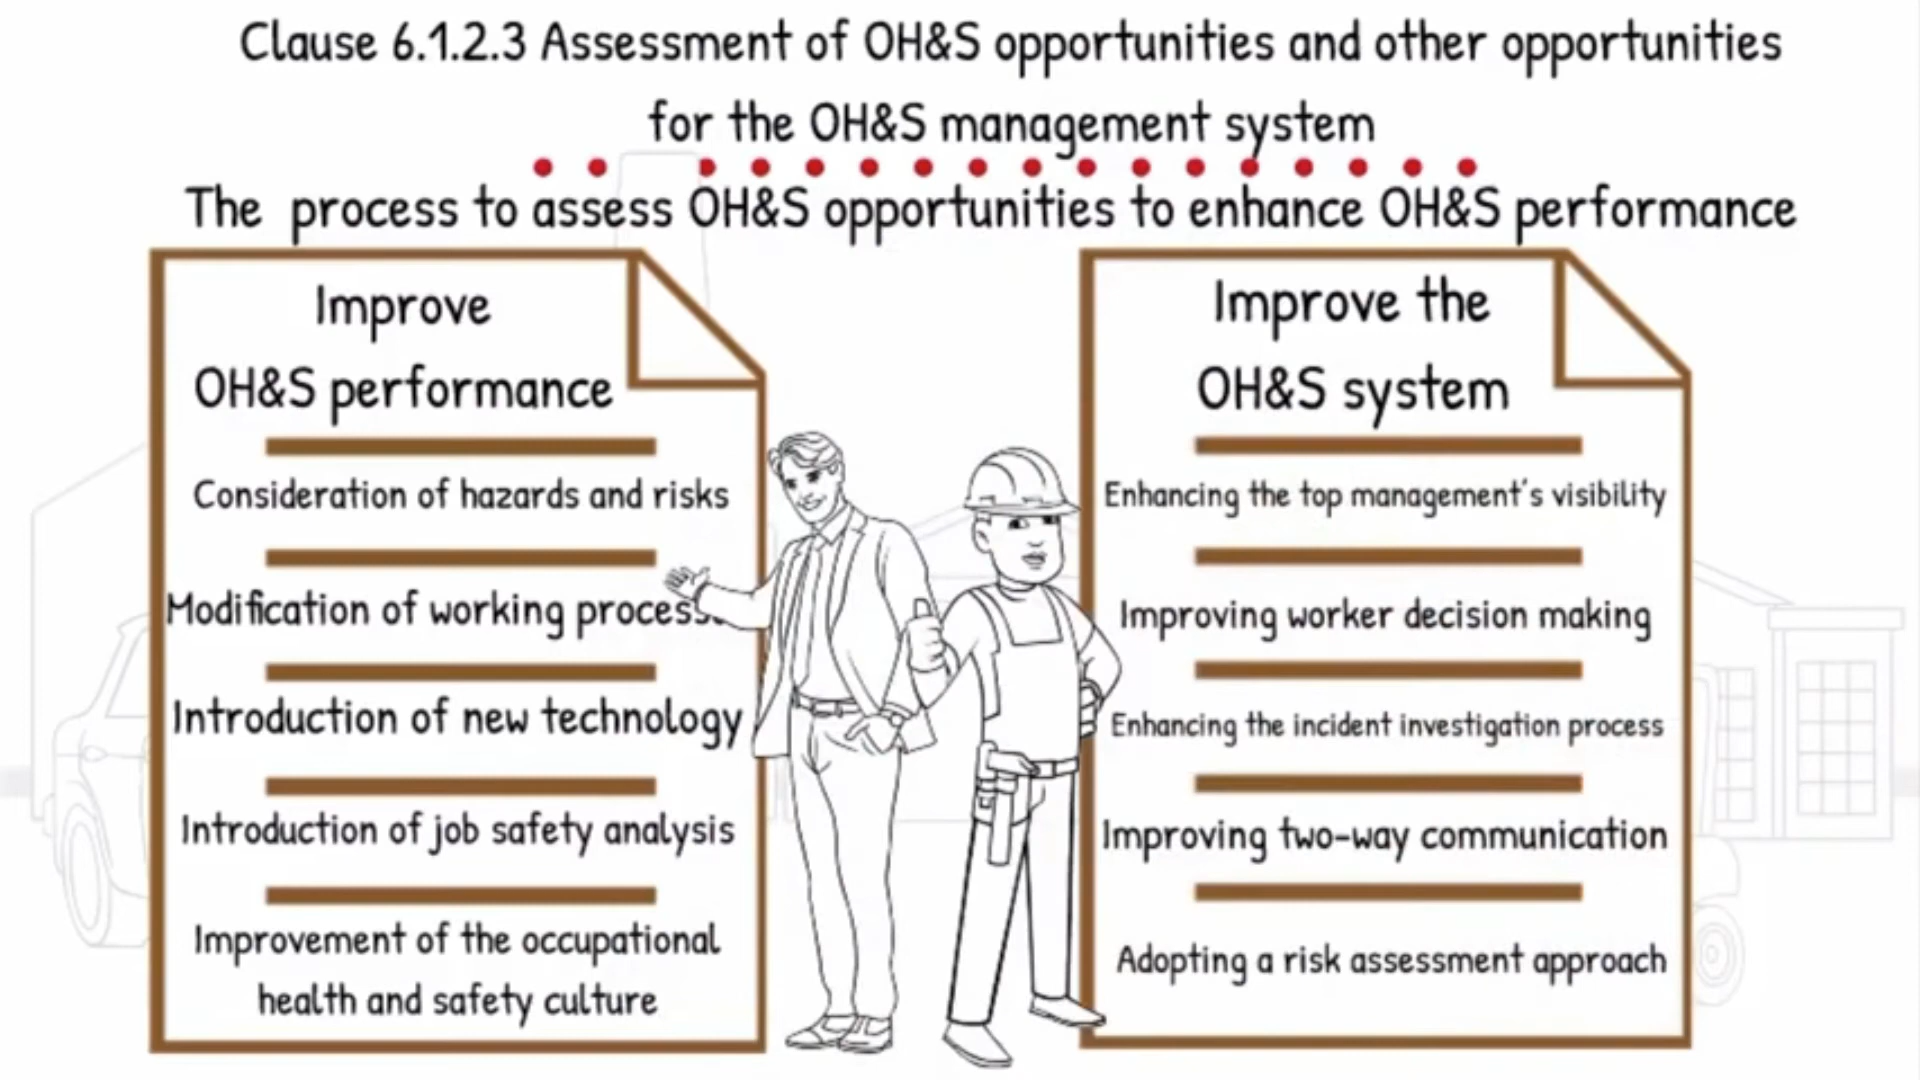 Clause 6.1.2.3 Assessment of OH&S opportunities and other opportunities
for the OH&S management system
The process to assess OH&S opportunities to enhance OH&S performance
Improve
OH&S performance
Consideration of hazards and risks
Modification of working
Introduction of new technology
Introduction of job safety analysis
Improvement of the occupational
health and safety culture
Improve the
OH&S system
Enhancing the top management's visibility
Improving worker decision making
Enhancing the incident investigation process
Improving two-way communication
Adopting a risk assessment approach